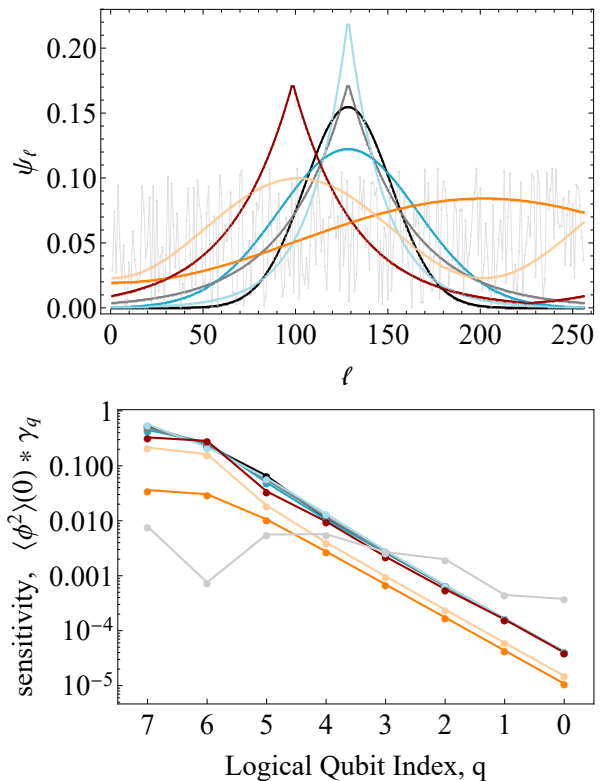 ψℓ
0.20
0.15
0.10
0.05
0.00
0 50 100 150 200 250
ℓ
sensitivity, ⟨ϕ²⟩(0) * γq
1
0.100
0.010
0.001
10⁻⁴
10⁻⁵
7 6 5 4 3 2 1 0
Logical Qubit Index, q